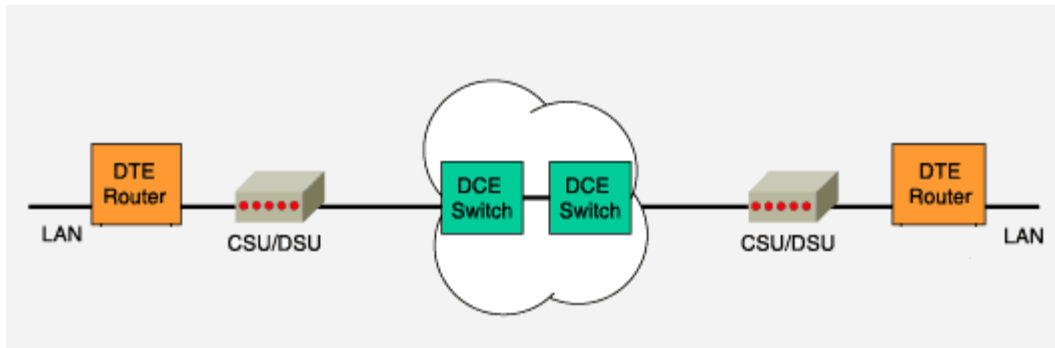 DTE
Router
LAN
CSU/DSU
DCE
Switch
DCE
Switch
CSU/DSU
DTE
Router
LAN